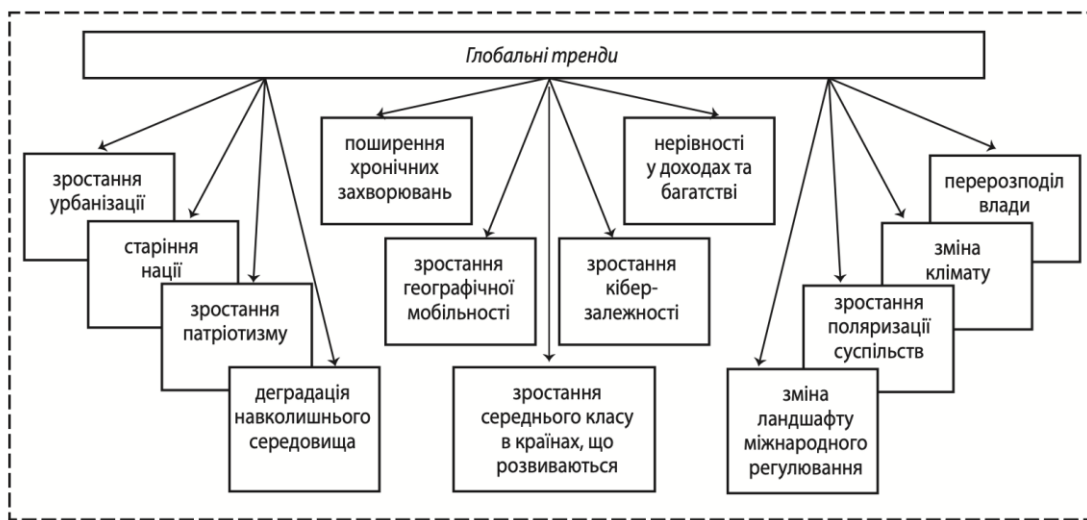 Глобальні тренди
зростання
урбанізації
старіння
нації
зростання
патріотизму
деградація
навколишнього
середовища
поширення
хронічних
захворювань
зростання
географічної
мобільності
зростання
середнього класу
в країнах, що
розвиваються
зростання
кібер-
залежності
нерівності
у доходах та
багатстві
перерозподіл
влади
зміна
клімату
зростання
поляризації
суспільств
зміна
ландшафту
міжнародного
регулювання